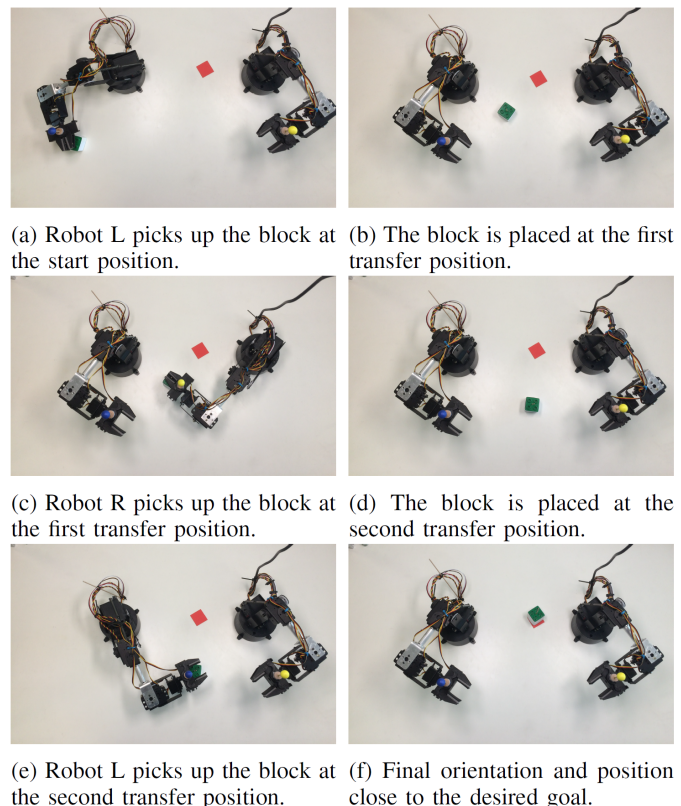 (a) Robot L picks up the block at
the start position.
(b) The block is placed at the first
transfer position.
(c) Robot R picks up the block at
the first transfer position.
(d) The block is placed at the
second transfer position.
(e) Robot L picks up the block at
the second transfer position.
(f) Final orientation and position
close to the desired goal.